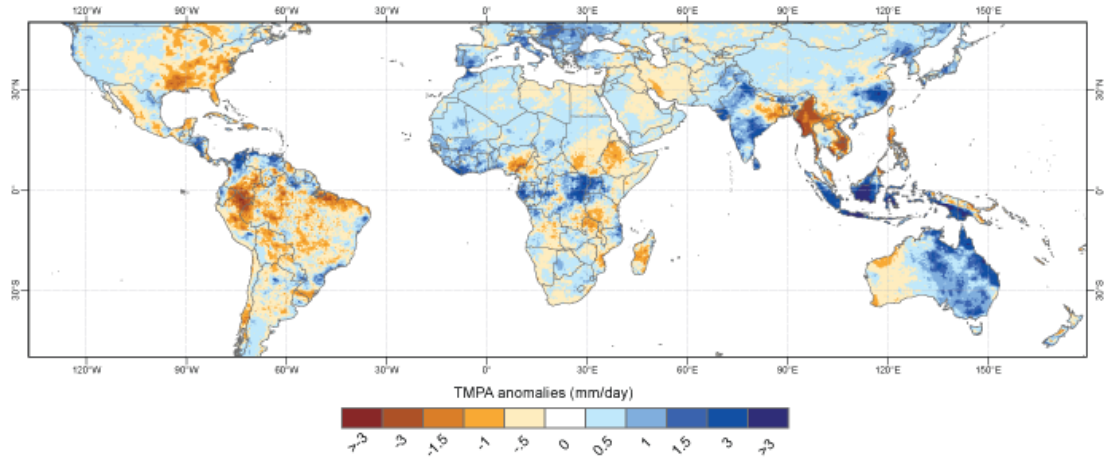 120°W 90°W 60°W 30°W 0° 30°E 60°E 90°E 120°E 150°E
30°N 30°N
0° 0°
30°S 30°S
120°W 90°W 60°W 30°W 0° 30°E 60°E 90°E 120°E 150°E
TMPA anomalies (mm/day)
>-3 -3 -1.5 -1 -.5 0 0.5 1 1.5 3 >3